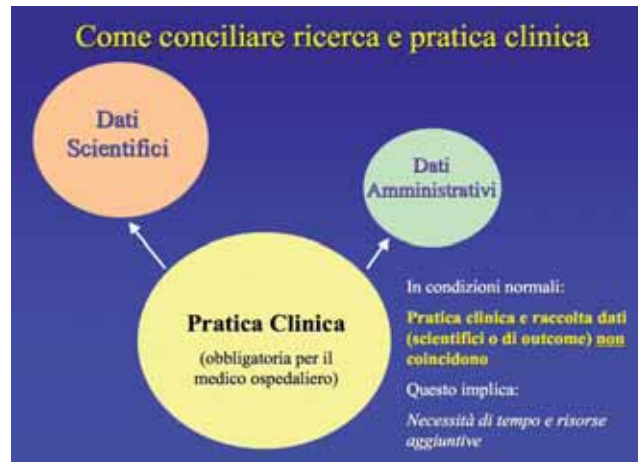 Come conciliare ricerca e pratica clinica
Dati
Scientifici
Dati
Amministrativi
Pratica Clinica
(obbligatoria per il
medico ospedaliero)
In condizioni normali:
Pratica clinica e raccolta dati
(scientifici o di outcome) non
coincidono
Questo implica:
Necessità di tempo e risorse
aggiuntive